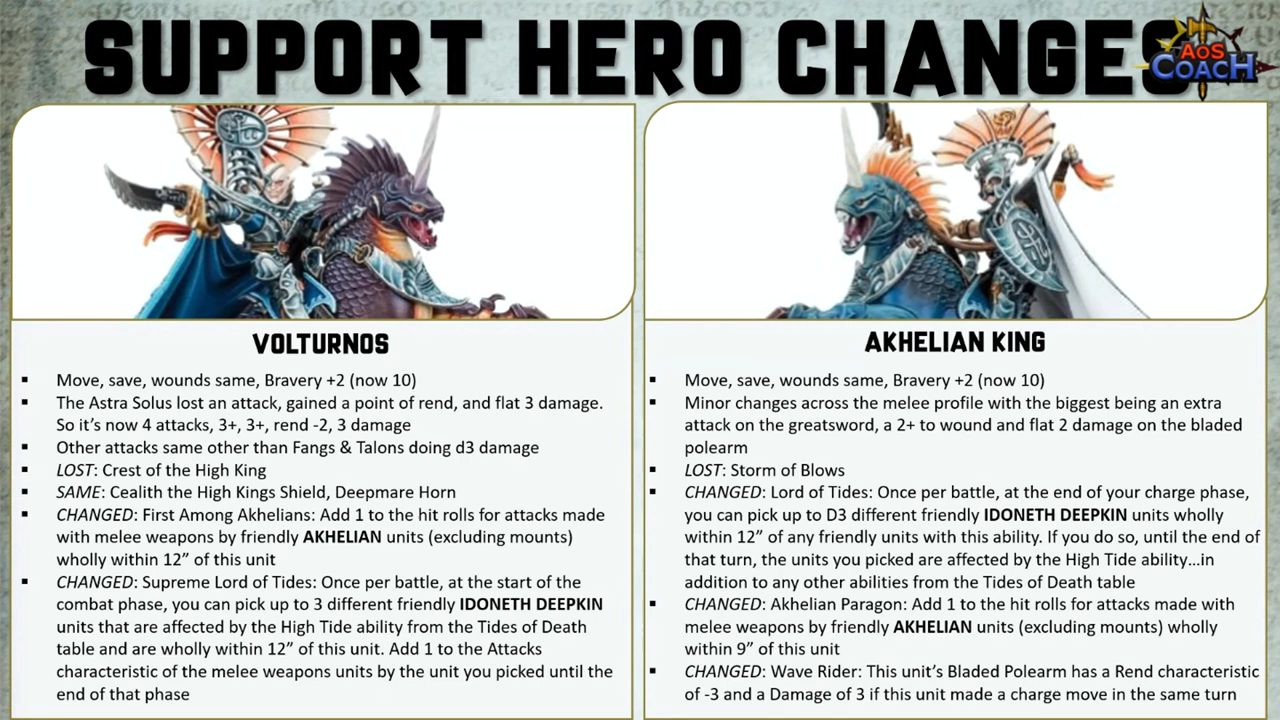 SUPPORT HERO CHANGES
AoS
COACH
VOLTURNOS
▪ Move, save, wounds same, Bravery +2 (now 10)
▪ The Astra Solus lost an attack, gained a point of rend, and flat 3 damage.
So it's now 4 attacks, 3+, 3+, rend -2, 3 damage
▪ Other attacks same other than Fangs & Talons doing d3 damage
▪ LOST: Crest of the High King
▪ SAME: Cealith the High Kings Shield, Deepmare Horn
▪ CHANGED: First Among Akhelians: Add 1 to the hit rolls for attacks made
with melee weapons by friendly AKHELIAN units (excluding mounts)
wholly within 12” of this unit
▪ CHANGED: Supreme Lord of Tides: Once per battle, at the start of the
combat phase, you can pick up to 3 different friendly IDONETH DEEPKIN
units that are affected by the High Tide ability from the Tides of Death
table and are wholly within 12” of this unit. Add 1 to the Attacks
characteristic of the melee weapons units by the unit you picked until the
end of that phase
AKHELIAN KING
▪ Move, save, wounds same, Bravery +2 (now 10)
▪ Minor changes across the melee profile with the biggest being an extra
attack on the greatsword, a 2+ to wound and flat 2 damage on the bladed
polearm
▪ LOST: Storm of Blows
▪ CHANGED: Lord of Tides: Once per battle, at the end of your charge phase,
you can pick up to D3 different friendly IDONETH DEEPKIN units wholly
within 12” of any friendly units with this ability. If you do so, until the end of
that turn, the units you picked are affected by the High Tide ability…in
addition to any other abilities from the Tides of Death table
▪ CHANGED: Akhelian Paragon: Add 1 to the hit rolls for attacks made with
melee weapons by friendly AKHELIAN units (excluding mounts) wholly
within 9” of this unit
▪ CHANGED: Wave Rider: This unit's Bladed Polearm has a Rend characteristic
of -3 and a Damage of 3 if this unit made a charge move in the same turn